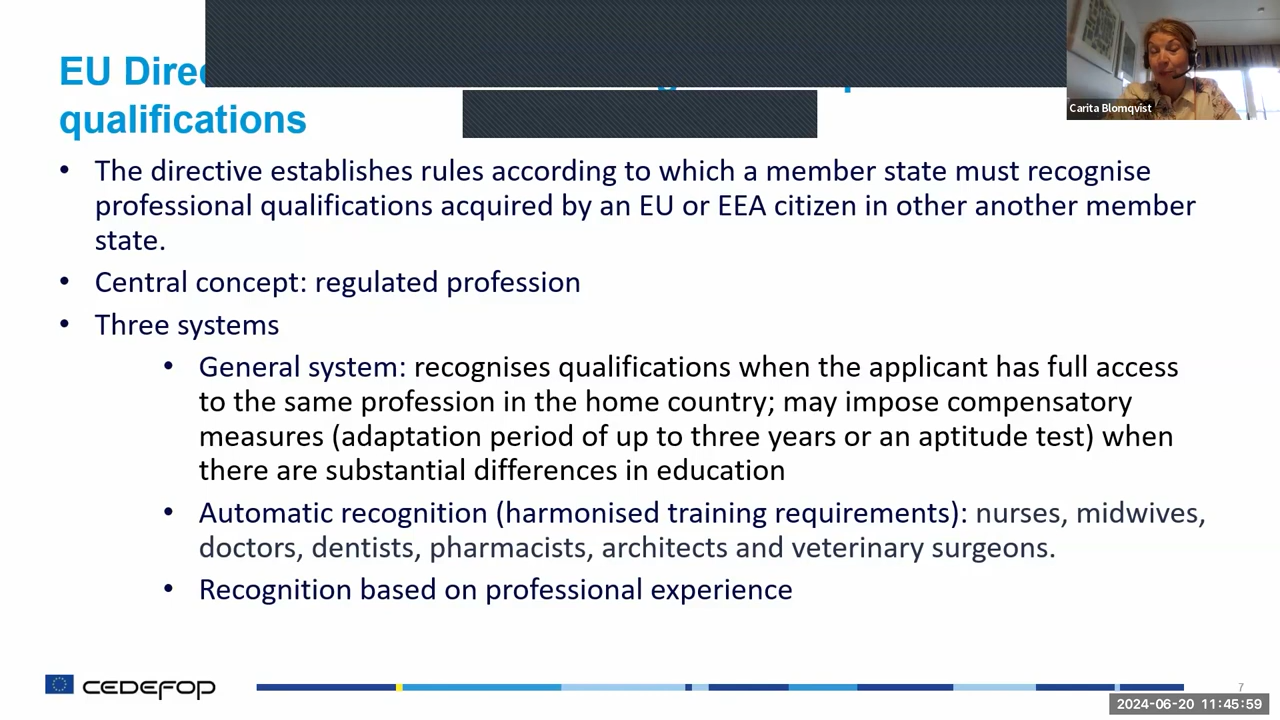 EU
qualifications
Carita Blomqvist
• The directive establishes rules according to which a member state must recognise
professional qualifications acquired by an EU or EEA citizen in other another member
state.
• Central concept: regulated profession
• Three systems
• General system: recognises qualifications when the applicant has full access
to the same profession in the home country; may impose compensatory
measures (adaptation period of up to three years or an aptitude test) when
there are substantial differences in education
• Automatic recognition (harmonised training requirements): nurses, midwives,
doctors, dentists, pharmacists, architects and veterinary surgeons.
• Recognition based on professional experience
CEDEFOP
7
2024-06-20 11:45:59